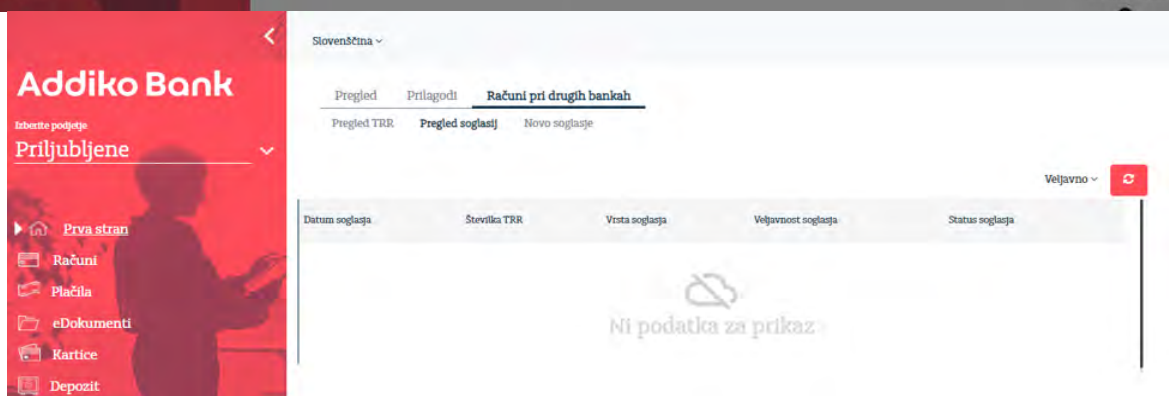 Slovenščina
Addiko Bank
Izberite podjetje
Priljubljene
Prva stran
Računi
Plačila
eDokumenti
Kartice
Depozit
Pregled Prilagodi Računi pri drugih bankah
Pregled TRR Pregled soglasij Novo soglasje
Veljavno
Datum soglasja Številka TRR Vrsta soglasja Veljavnost soglasja Status soglasja
Ni podatka za prikaz